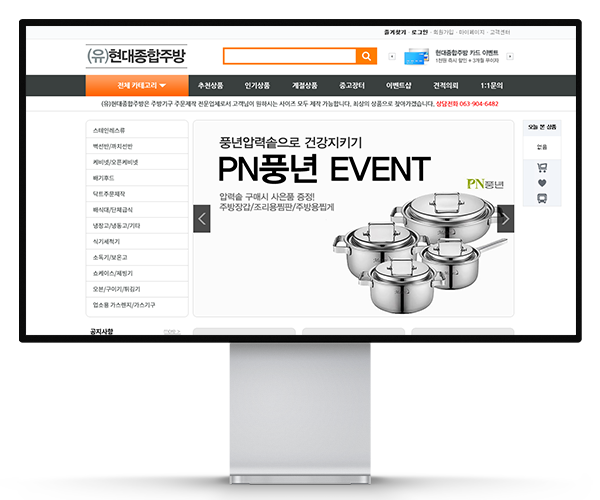 즐겨찾기 · 로그인 · 회원가입 · 마이페이지 · 고객센터
(유)현대종합주방
현대종합주방 카드 이벤트
1천원 즉시 할인 + 3개월 무이자
전체 카테고리
추천상품 인기상품 계절상품 중고장터 이벤트샵 견적의뢰 1:1문의
(유)현대종합주방은 주방기구 주문제작 전문업체로서 고객님이 원하시는 사이즈 모두 제작 가능합니다. 최상의 상품으로 찾아가겠습니다. 상담전화 063-904-6482
스테인레스류
벽선반/까치선반
케비넷/오픈케비넷
배기후드
닥트주문제작
배식대/단체급식
냉장고/냉동고/기타
식기세척기
소독기/보온고
쇼케이스/제빙기
오븐/구이기/튀김기
업소용 가스렌지/가스기구
풍년압력솥으로 건강지키기
PN풍년 EVENT
압력솥 구매시 사은품 증정!
주방장갑/조리용찜판/주방용찜게
PN풍년
오늘 본 상품
없음
공지사항